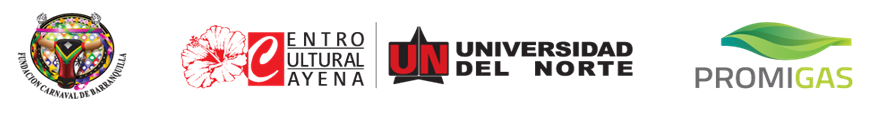 FUNDACION CARNAVAL DE BARRANQUILLA
CENTRO
CULTURAL
CAYENA
UN
UNIVERSIDAD
DEL NORTE
PROMIGAS